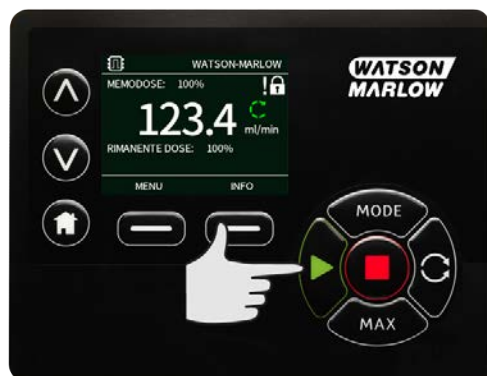 WATSON-MARLOW
MEMODOSE: 100%
!
123.4 ml/min
RIMANENTE DOSE: 100%
MENU INFO
WATSON
MARLOW
MODE
MAX